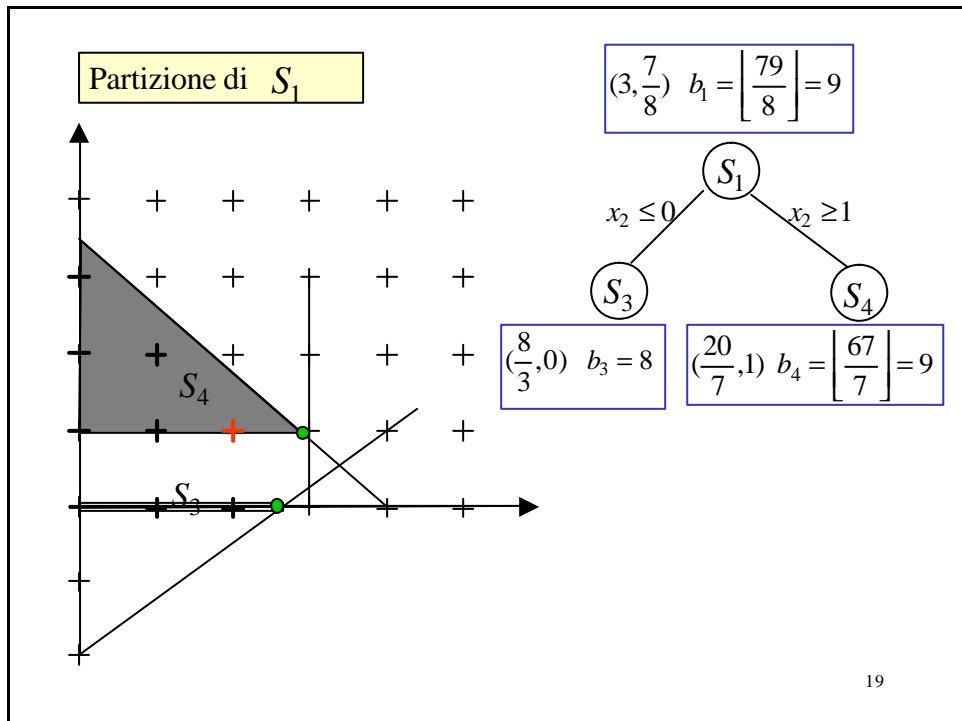 Partizione di S₁
(3, 7/8) b₁ = ⌊79/8⌋ = 9
S₁
x₂ ≤ 0 x₂ ≥ 1
S₃ S₄
(8/3, 0) b₃ = 8 (20/7, 1) b₄ = ⌊67/7⌋ = 9
S₄
S₃
19